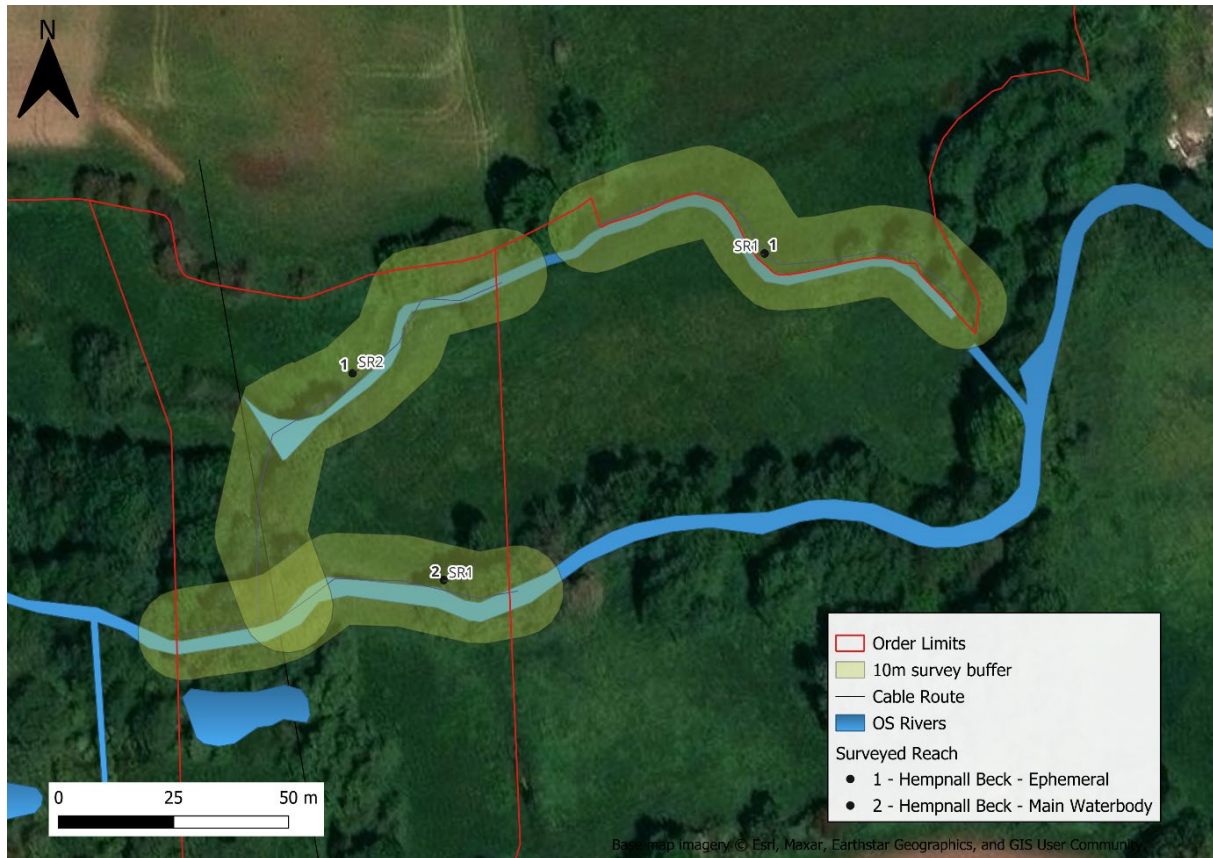 N
SR1 1
1 SR2
2 SR1
Order Limits
10m survey buffer
Cable Route
OS Rivers
Surveyed Reach
1 - Hempnall Beck - Ephemeral
2 - Hempnall Beck - Main Waterbody
0 25 50 m
Base map imagery © Esri, Maxar, Earthstar Geographics, and GIS User Community